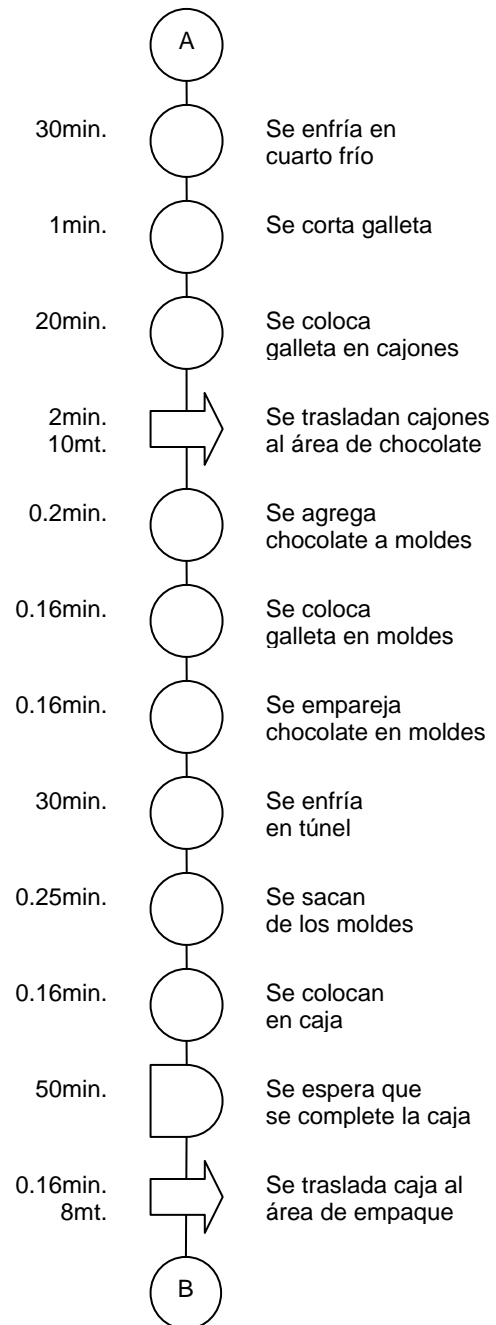 A
30min.
Se enfría en
cuarto frío
1min.
Se corta galleta
20min.
Se coloca
galleta en cajones
2min.
10mt.
Se trasladan cajones
al área de chocolate
0.2min.
Se agrega
chocolate a moldes
0.16min.
Se coloca
galleta en moldes
0.16min.
Se empareja
chocolate en moldes
30min.
Se enfría
en túnel
0.25min.
Se sacan
de los moldes
0.16min.
Se colocan
en caja
50min.
Se espera que
se complete la caja
0.16min.
8mt.
Se traslada caja al
área de empaque
B